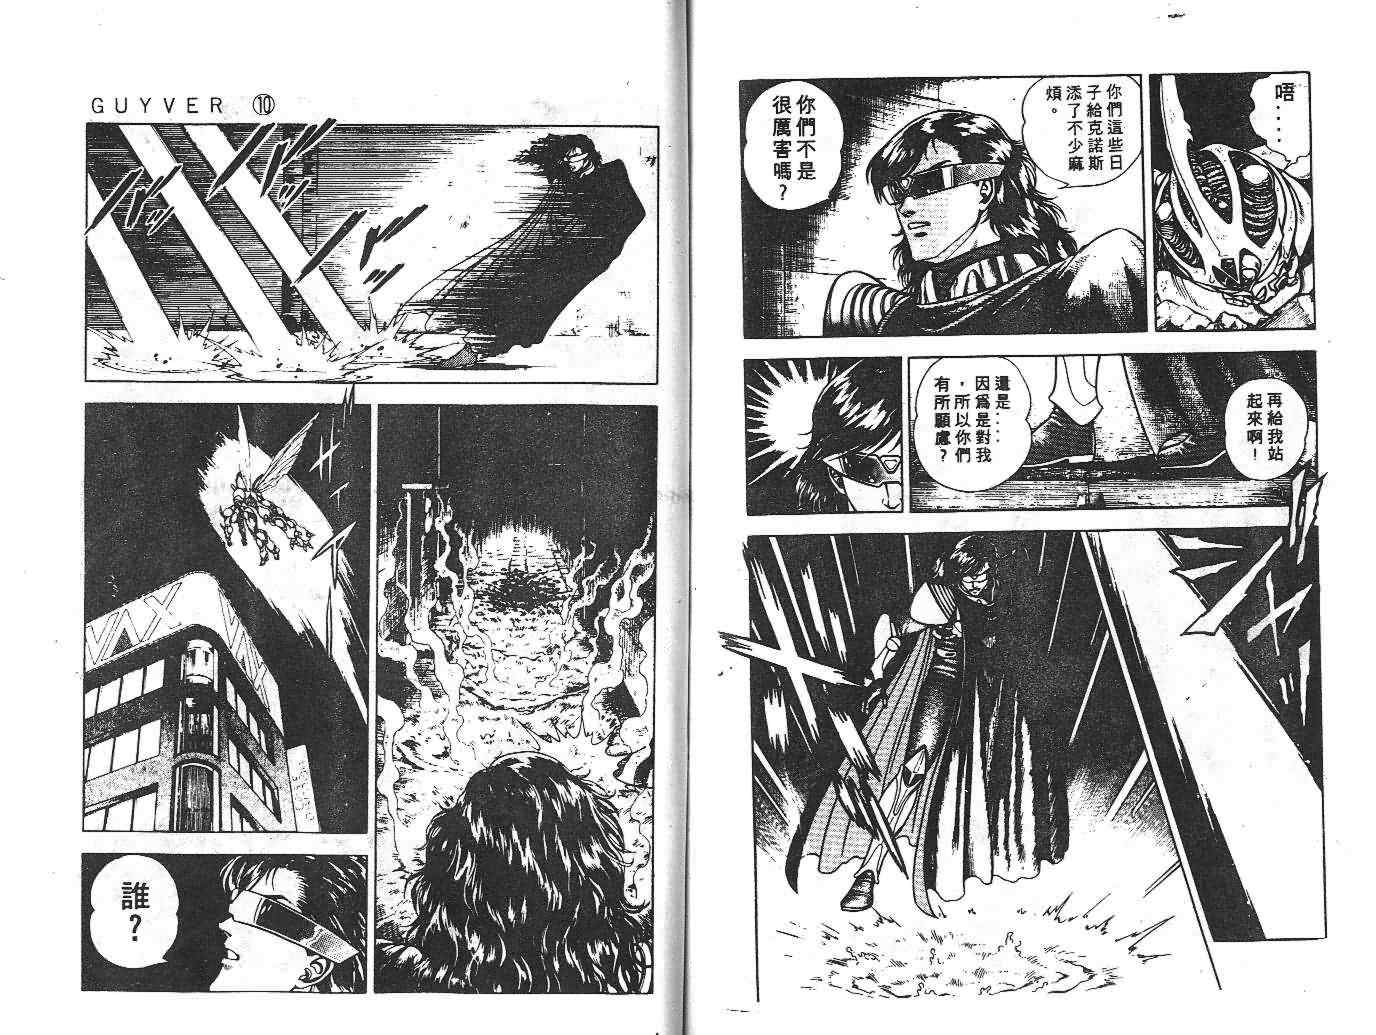 唔‥‥
你們這些日
子給克諾斯
添了不少麻
煩。
你們不是
很厲害嗎？
再給我站
起來啊！
還是‥‥
因為是對我
，所以你們
有所顧慮？
GUYVER ⑩
VAX
誰？